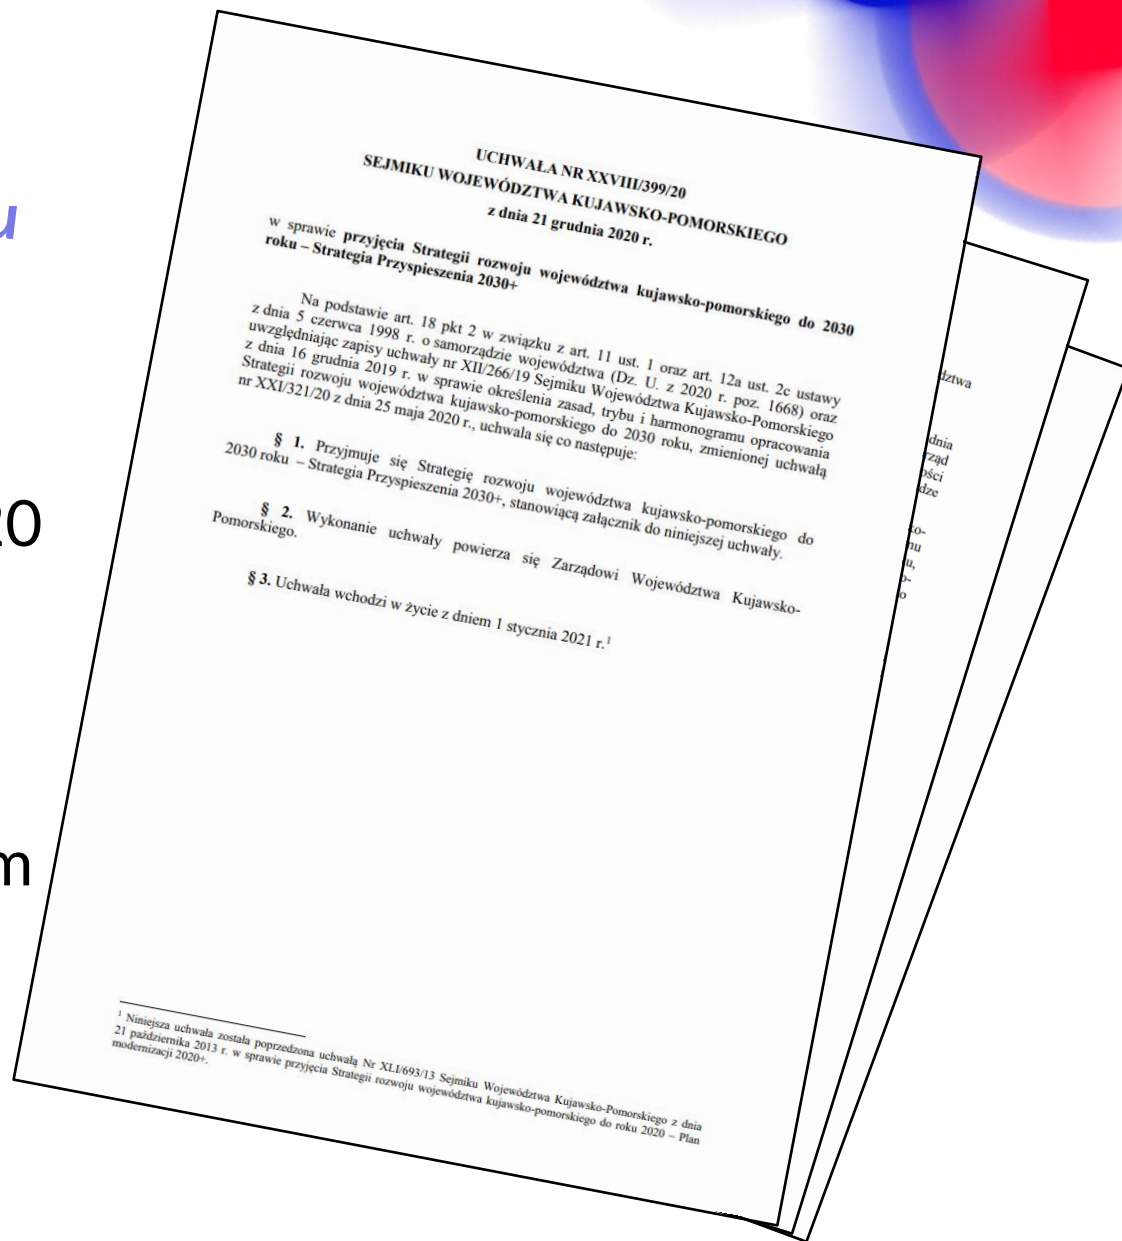 u
20
m
UCHWAŁA NR XXVIII/399/20
SEJMIKU WOJEWÓDZTWA KUJAWSKO-POMORSKIEGO
z dnia 21 grudnia 2020 r.
w sprawie przyjęcia Strategii rozwoju województwa kujawsko-pomorskiego do 2030
roku – Strategia Przyspieszenia 2030+
Na podstawie art. 18 pkt 2 w związku z art. 11 ust. 1 oraz art. 12a ust. 2c ustawy
z dnia 5 czerwca 1998 r. o samorządzie województwa (Dz. U. z 2020 r. poz. 1668) oraz
uwzględniając zapisy uchwały nr XII/266/19 Sejmiku Województwa Kujawsko-Pomorskiego
z dnia 16 grudnia 2019 r. w sprawie określenia zasad, trybu i harmonogramu opracowania
Strategii rozwoju województwa kujawsko-pomorskiego do 2030 roku, zmienionej uchwałą
nr XXI/321/20 z dnia 25 maja 2020 r., uchwala się co następuje:
§ 1. Przyjmuje się Strategię rozwoju województwa kujawsko-pomorskiego do
2030 roku – Strategia Przyspieszenia 2030+, stanowiącą załącznik do niniejszej uchwały.
§ 2. Wykonanie uchwały powierza się Zarządowi Województwa Kujawsko-
Pomorskiego.
§ 3. Uchwała wchodzi w życie z dniem 1 stycznia 2021 r.¹
¹ Niniejsza uchwała została poprzedzona uchwałą Nr XLI/693/13 Sejmiku Województwa Kujawsko-Pomorskiego z dnia
21 października 2013 r. w sprawie przyjęcia Strategii rozwoju województwa kujawsko-pomorskiego do roku 2020 – Plan
modernizacji 2020+.
dztwa
dnia
rząd
ości
dze
ko-
nu
u,
o-
o